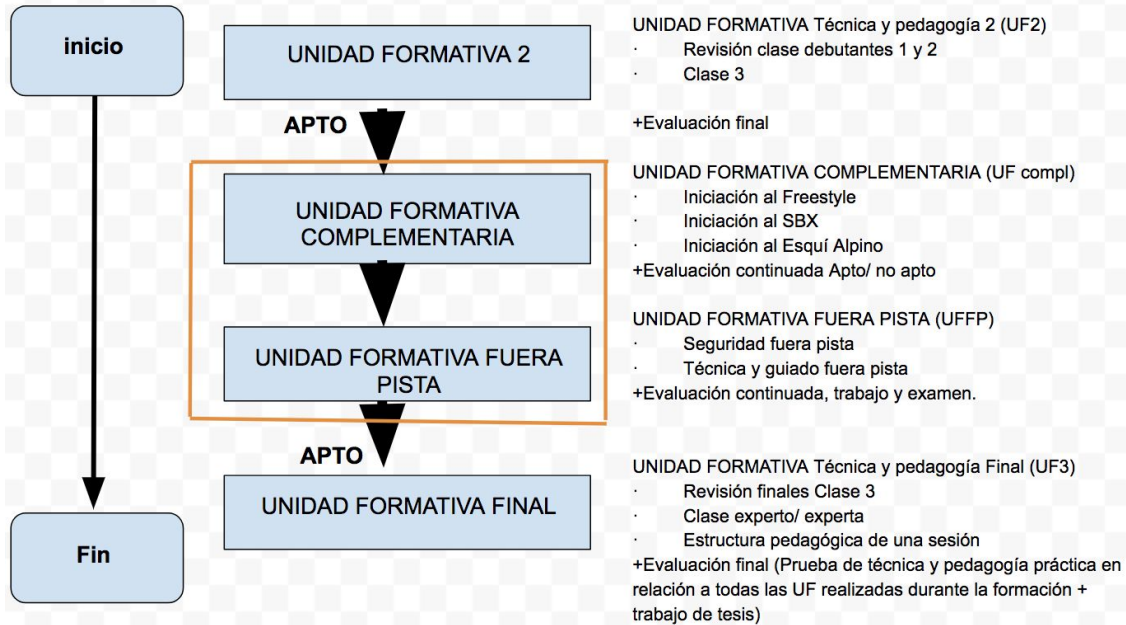 inicio
Fin
UNIDAD FORMATIVA 2
APTO
UNIDAD FORMATIVA
COMPLEMENTARIA
UNIDAD FORMATIVA FUERA
PISTA
APTO
UNIDAD FORMATIVA FINAL
UNIDAD FORMATIVA Técnica y pedagogía 2 (UF2)
· Revisión clase debutantes 1 y 2
· Clase 3
+Evaluación final
UNIDAD FORMATIVA COMPLEMENTARIA (UF compl)
· Iniciación al Freestyle
· Iniciación al SBX
· Iniciación al Esquí Alpino
+Evaluación continuada Apto/ no apto
UNIDAD FORMATIVA FUERA PISTA (UFFP)
· Seguridad fuera pista
· Técnica y guiado fuera pista
+Evaluación continuada, trabajo y examen.
UNIDAD FORMATIVA Técnica y pedagogía Final (UF3)
· Revisión finales Clase 3
· Clase experto/ experta
· Estructura pedagógica de una sesión
+Evaluación final (Prueba de técnica y pedagogía práctica en
relación a todas las UF realizadas durante la formación +
trabajo de tesis)